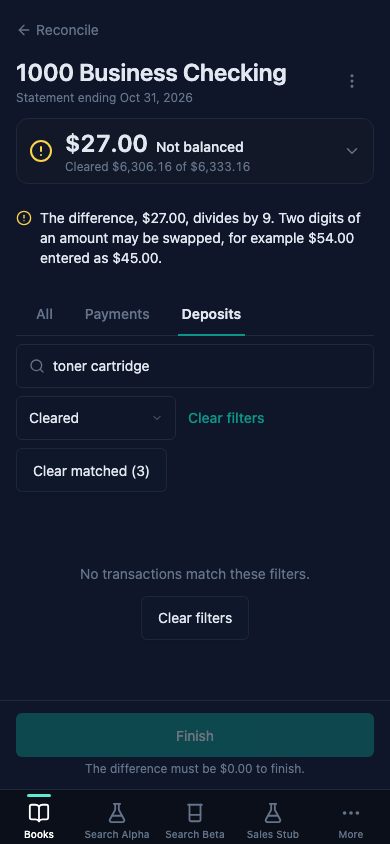 Reconcile
1000 Business Checking
Statement ending Oct 31, 2026
$27.00 Not balanced
Cleared $6,306.16 of $6,333.16
The difference, $27.00, divides by 9. Two digits of
an amount may be swapped, for example $54.00
entered as $45.00.
All Payments Deposits
toner cartridge
Cleared Clear filters
Clear matched (3)
No transactions match these filters.
Clear filters
Finish
The difference must be $0.00 to finish.
Books Search Alpha Search Beta Sales Stub More